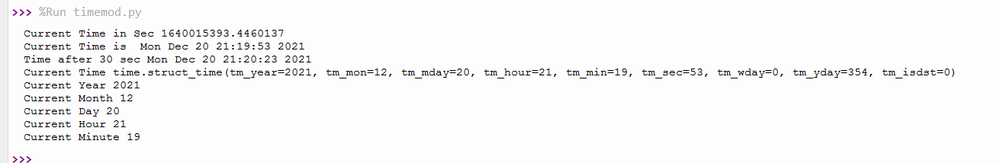 >>> %Run timemod.py
Current Time in Sec 1640015393.4460137
Current Time is  Mon Dec 20 21:19:53 2021
Time after 30 sec Mon Dec 20 21:20:23 2021
Current Time time.struct_time(tm_year=2021, tm_mon=12, tm_mday=20, tm_hour=21, tm_min=19, tm_sec=53, tm_wday=0, tm_yday=354, tm_isdst=0)
Current Year 2021
Current Month 12
Current Day 20
Current Hour 21
Current Minute 19
>>>